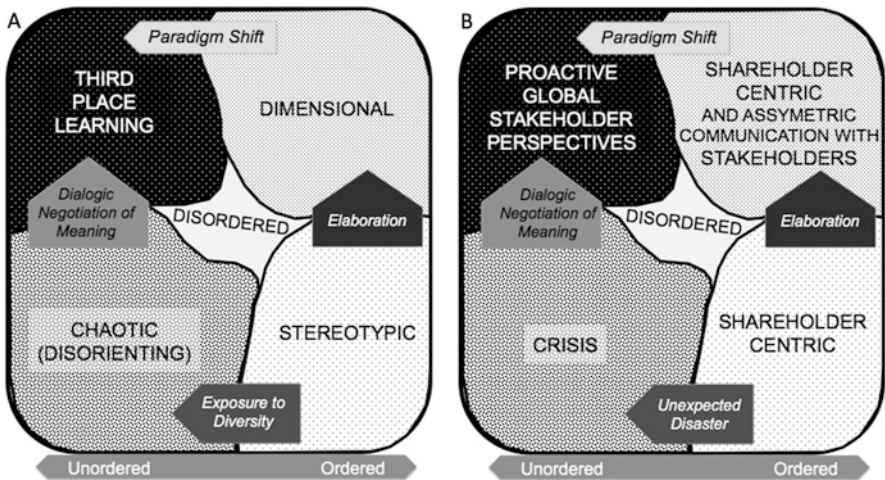 A
Paradigm Shift
THIRD
PLACE
LEARNING
DIMENSIONAL
Dialogic
Negotiation of
Meaning
DISORDERED
Elaboration
CHAOTIC
(DISORIENTING)
STEREOTYPIC
Exposure to
Diversity
Unordered
Ordered
B
Paradigm Shift
PROACTIVE
GLOBAL
STAKEHOLDER
PERSPECTIVES
SHAREHOLDER
CENTRIC
AND ASSYMETRIC
COMMUNICATION WITH
STAKEHOLDERS
Dialogic
Negotiation of
Meaning
DISORDERED
Elaboration
CRISIS
SHAREHOLDER
CENTRIC
Unexpected
Disaster
Unordered
Ordered